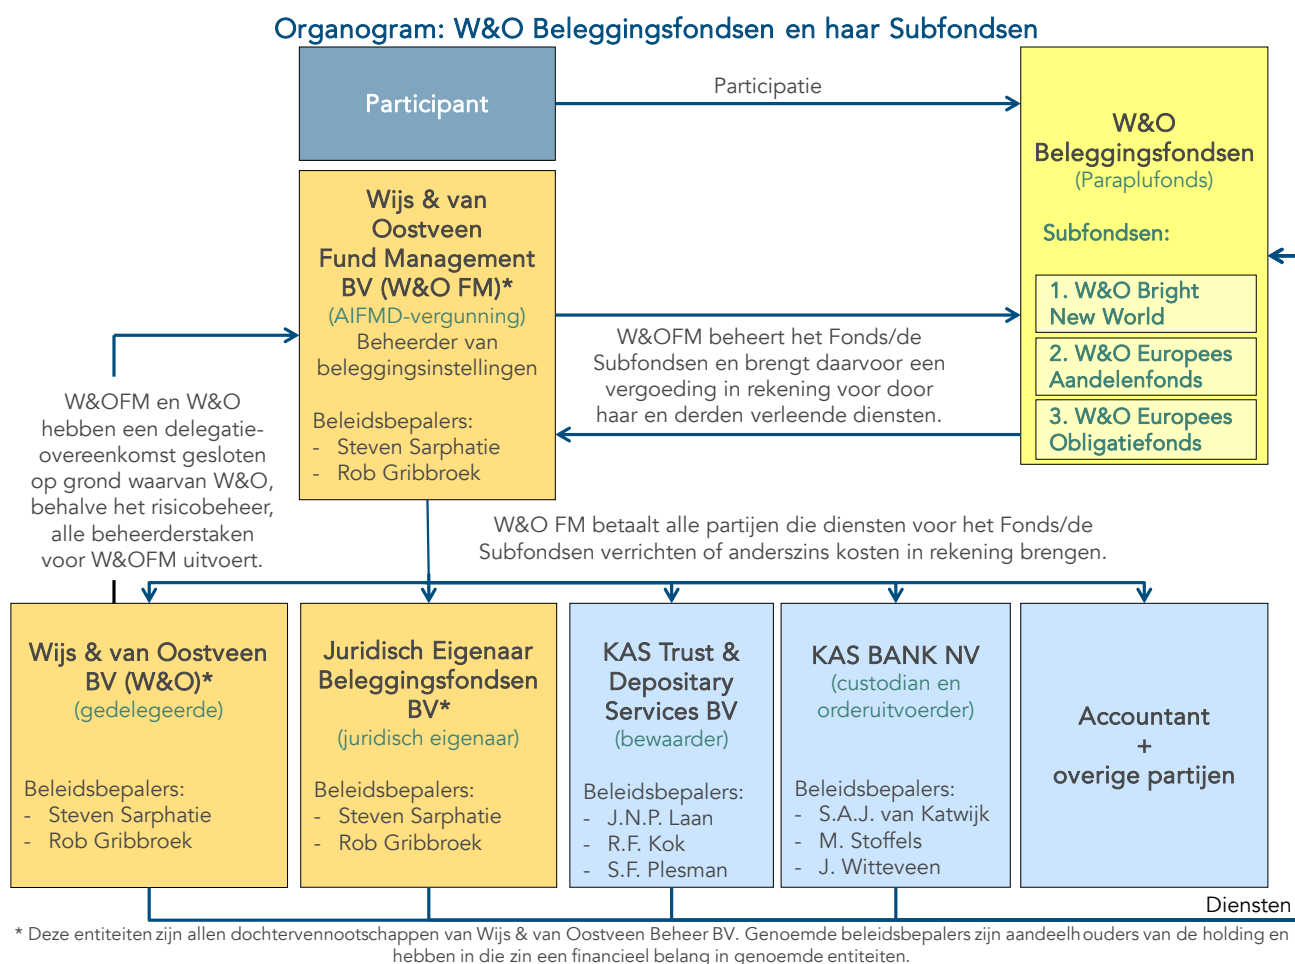 Organogram: W&O Beleggingsfondsen en haar Subfondsen
Participant
Participatie
W&O
Beleggingsfondsen
(Paraplufonds)
Subfondsen:
1. W&O Bright
New World
2. W&O Europees
Aandelenfonds
3. W&O Europees
Obligatiefonds
Wijs & van
Oostveen
Fund Management
BV (W&O FM)*
(AIFMD-vergunning)
Beheerder van
beleggingsinstellingen
Beleidsbepalers:
- Steven Sarphatie
- Rob Gribbroek
W&OFM beheert het Fonds/de
Subfondsen en brengt daarvoor een
vergoeding in rekening voor door
haar en derden verleende diensten.
W&OFM en W&O
hebben een delegatie-
overeenkomst gesloten
op grond waarvan W&O,
behalve het risicobeheer,
alle beheerderstaken
voor W&OFM uitvoert.
W&O FM betaalt alle partijen die diensten voor het Fonds/de
Subfondsen verrichten of anderszins kosten in rekening brengen.
Wijs & van Oostveen
BV (W&O)*
(gedelegeerde)
Beleidsbepalers:
- Steven Sarphatie
- Rob Gribbroek
Juridisch Eigenaar
Beleggingsfondsen
BV*
(juridisch eigenaar)
Beleidsbepalers:
- Steven Sarphatie
- Rob Gribbroek
KAS Trust &
Depositary
Services BV
(bewaarder)
Beleidsbepalers:
- J.N.P. Laan
- R.F. Kok
- S.F. Plesman
KAS BANK NV
(custodian en
orderuitvoerder)
Beleidsbepalers:
- S.A.J. van Katwijk
- M. Stoffels
- J. Witteveen
Accountant
+
overige partijen
Diensten
* Deze entiteiten zijn allen dochtervennootschappen van Wijs & van Oostveen Beheer BV. Genoemde beleidsbepalers zijn aandeelhouders van de holding en
hebben in die zin een financieel belang in genoemde entiteiten.